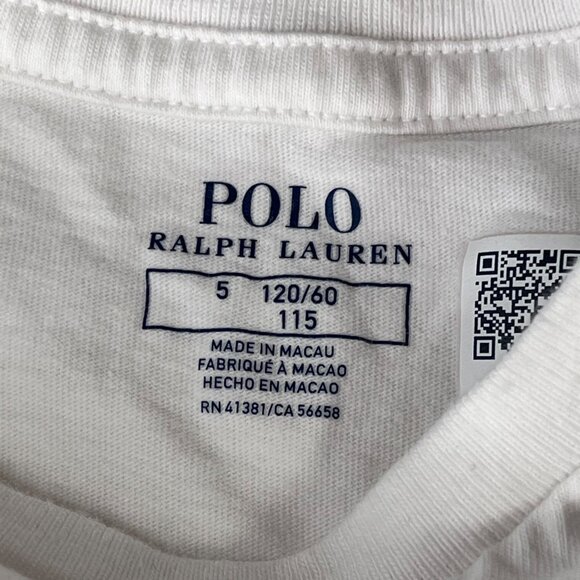 POLO
RALPH LAUREN
5 120/60
115
MADE IN MACAU
FABRIQUÉ À MACAO
HECHO EN MACAO
RN 41381/CA 56658